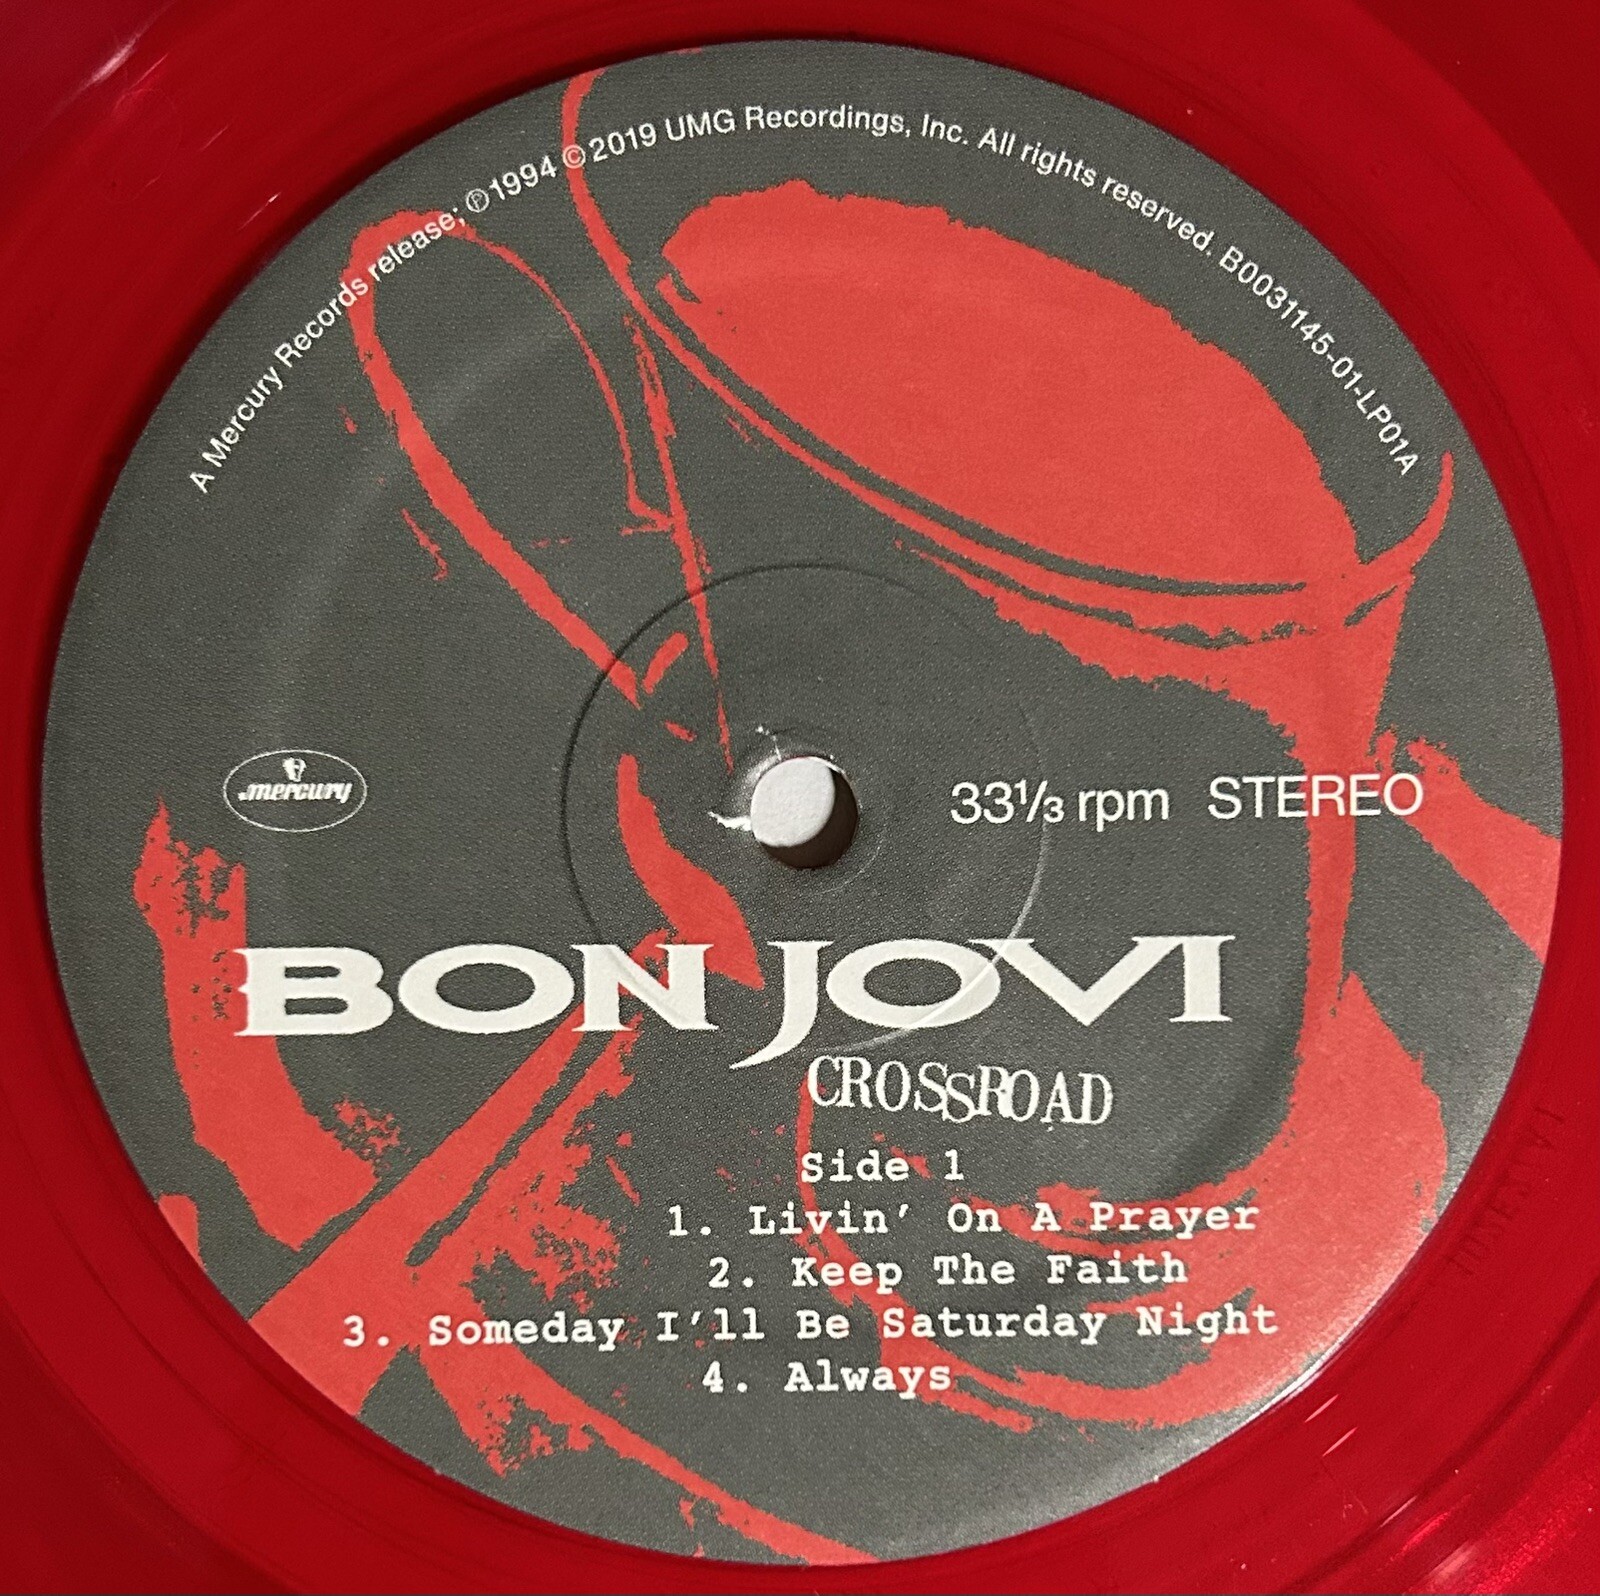 A Mercury Records release; ℗1994 ©2019 UMG Recordings, Inc. All rights reserved. B0031145-01-LP01A
mercury
33⅓ rpm STEREO
BON JOVI
CROSSROAD
Side 1
1. Livin' On A Prayer
2. Keep The Faith
3. Someday I'll Be Saturday Night
4. Always